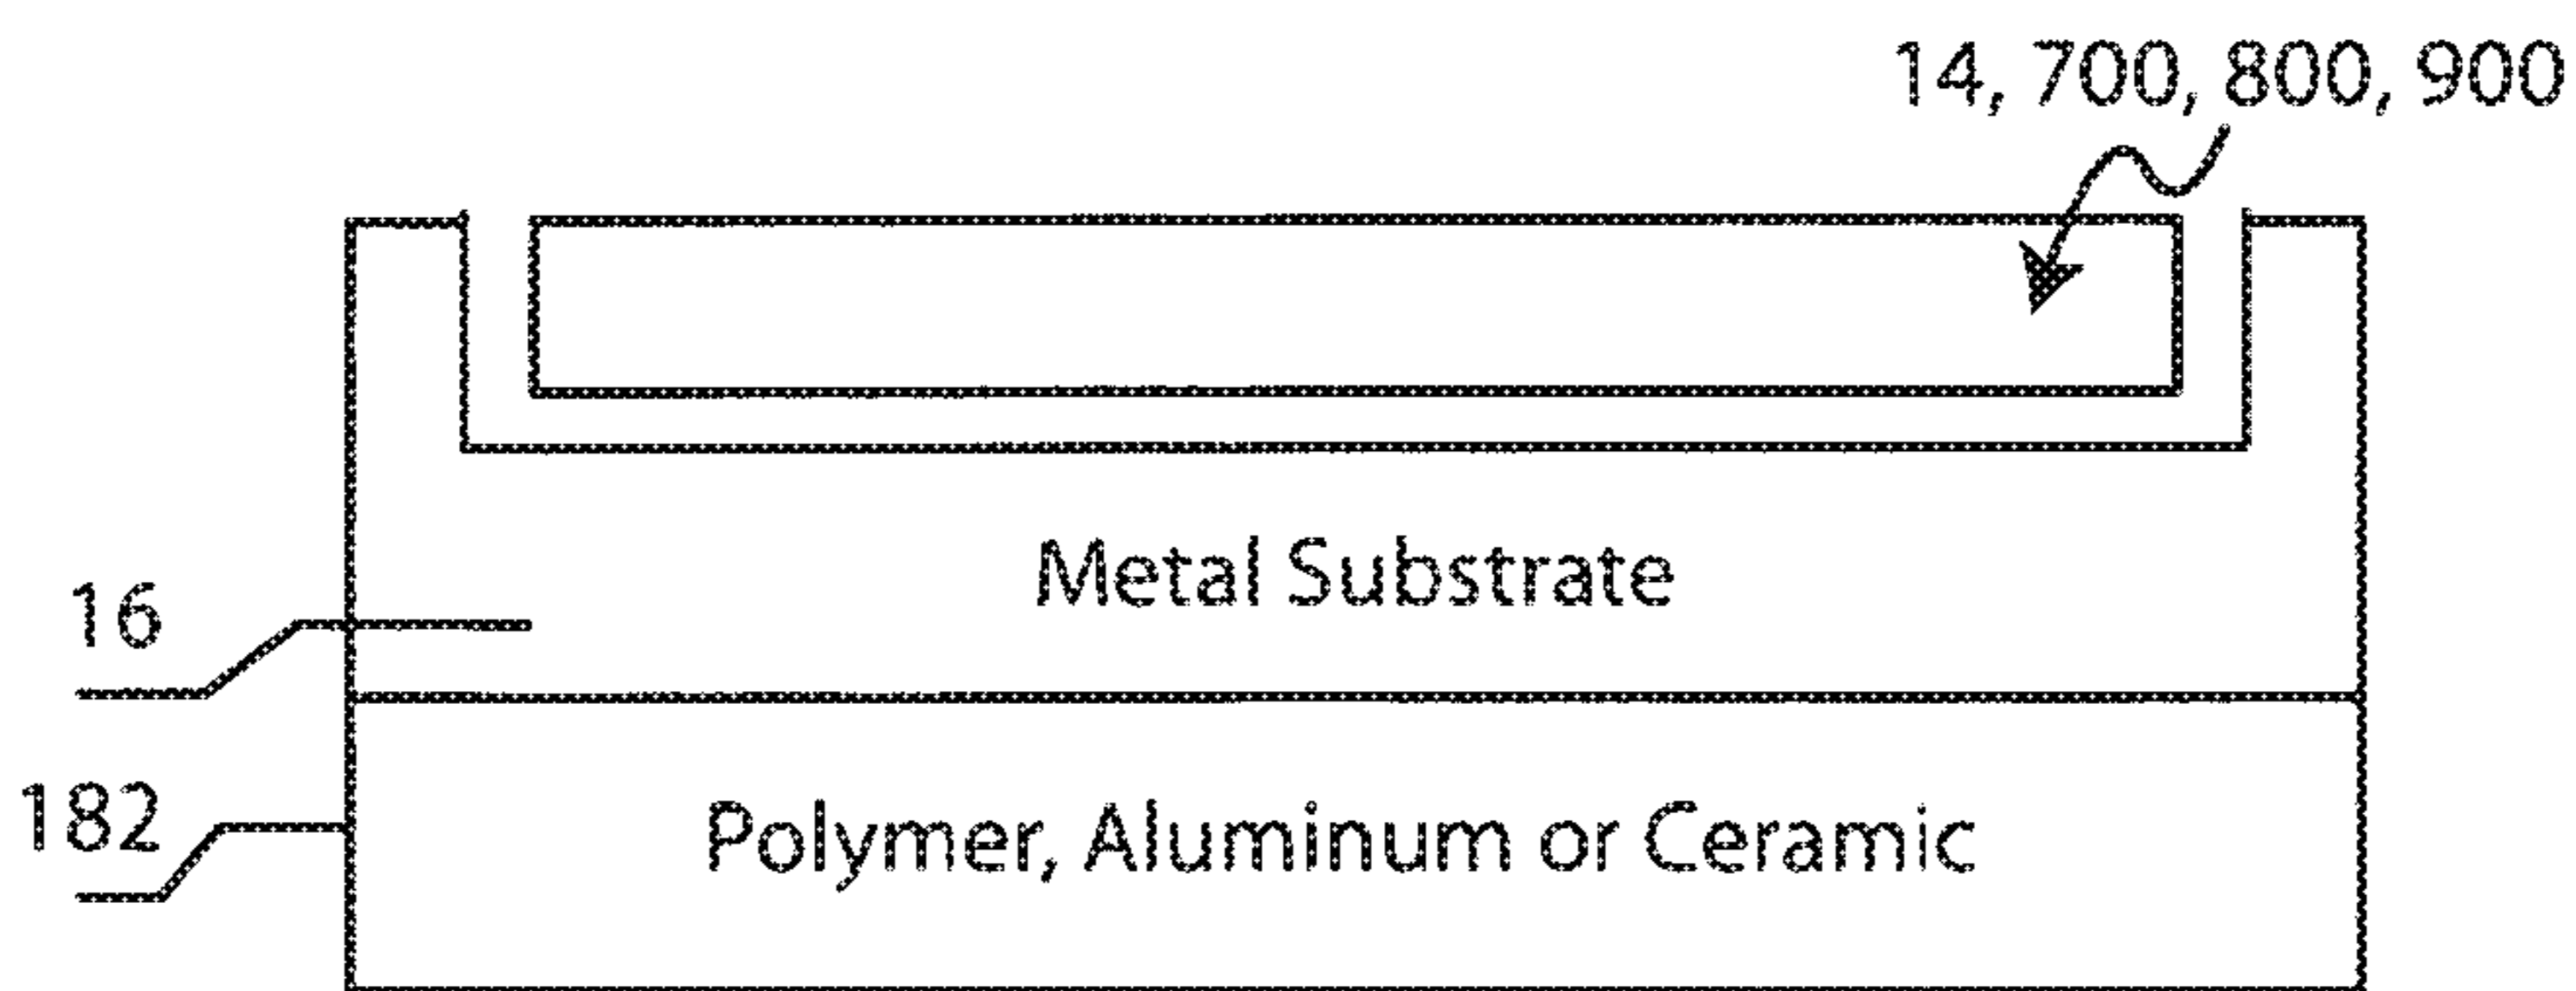 14, 700, 800, 900
Metal Substrate
16
182
Polymer, Aluminum or Ceramic